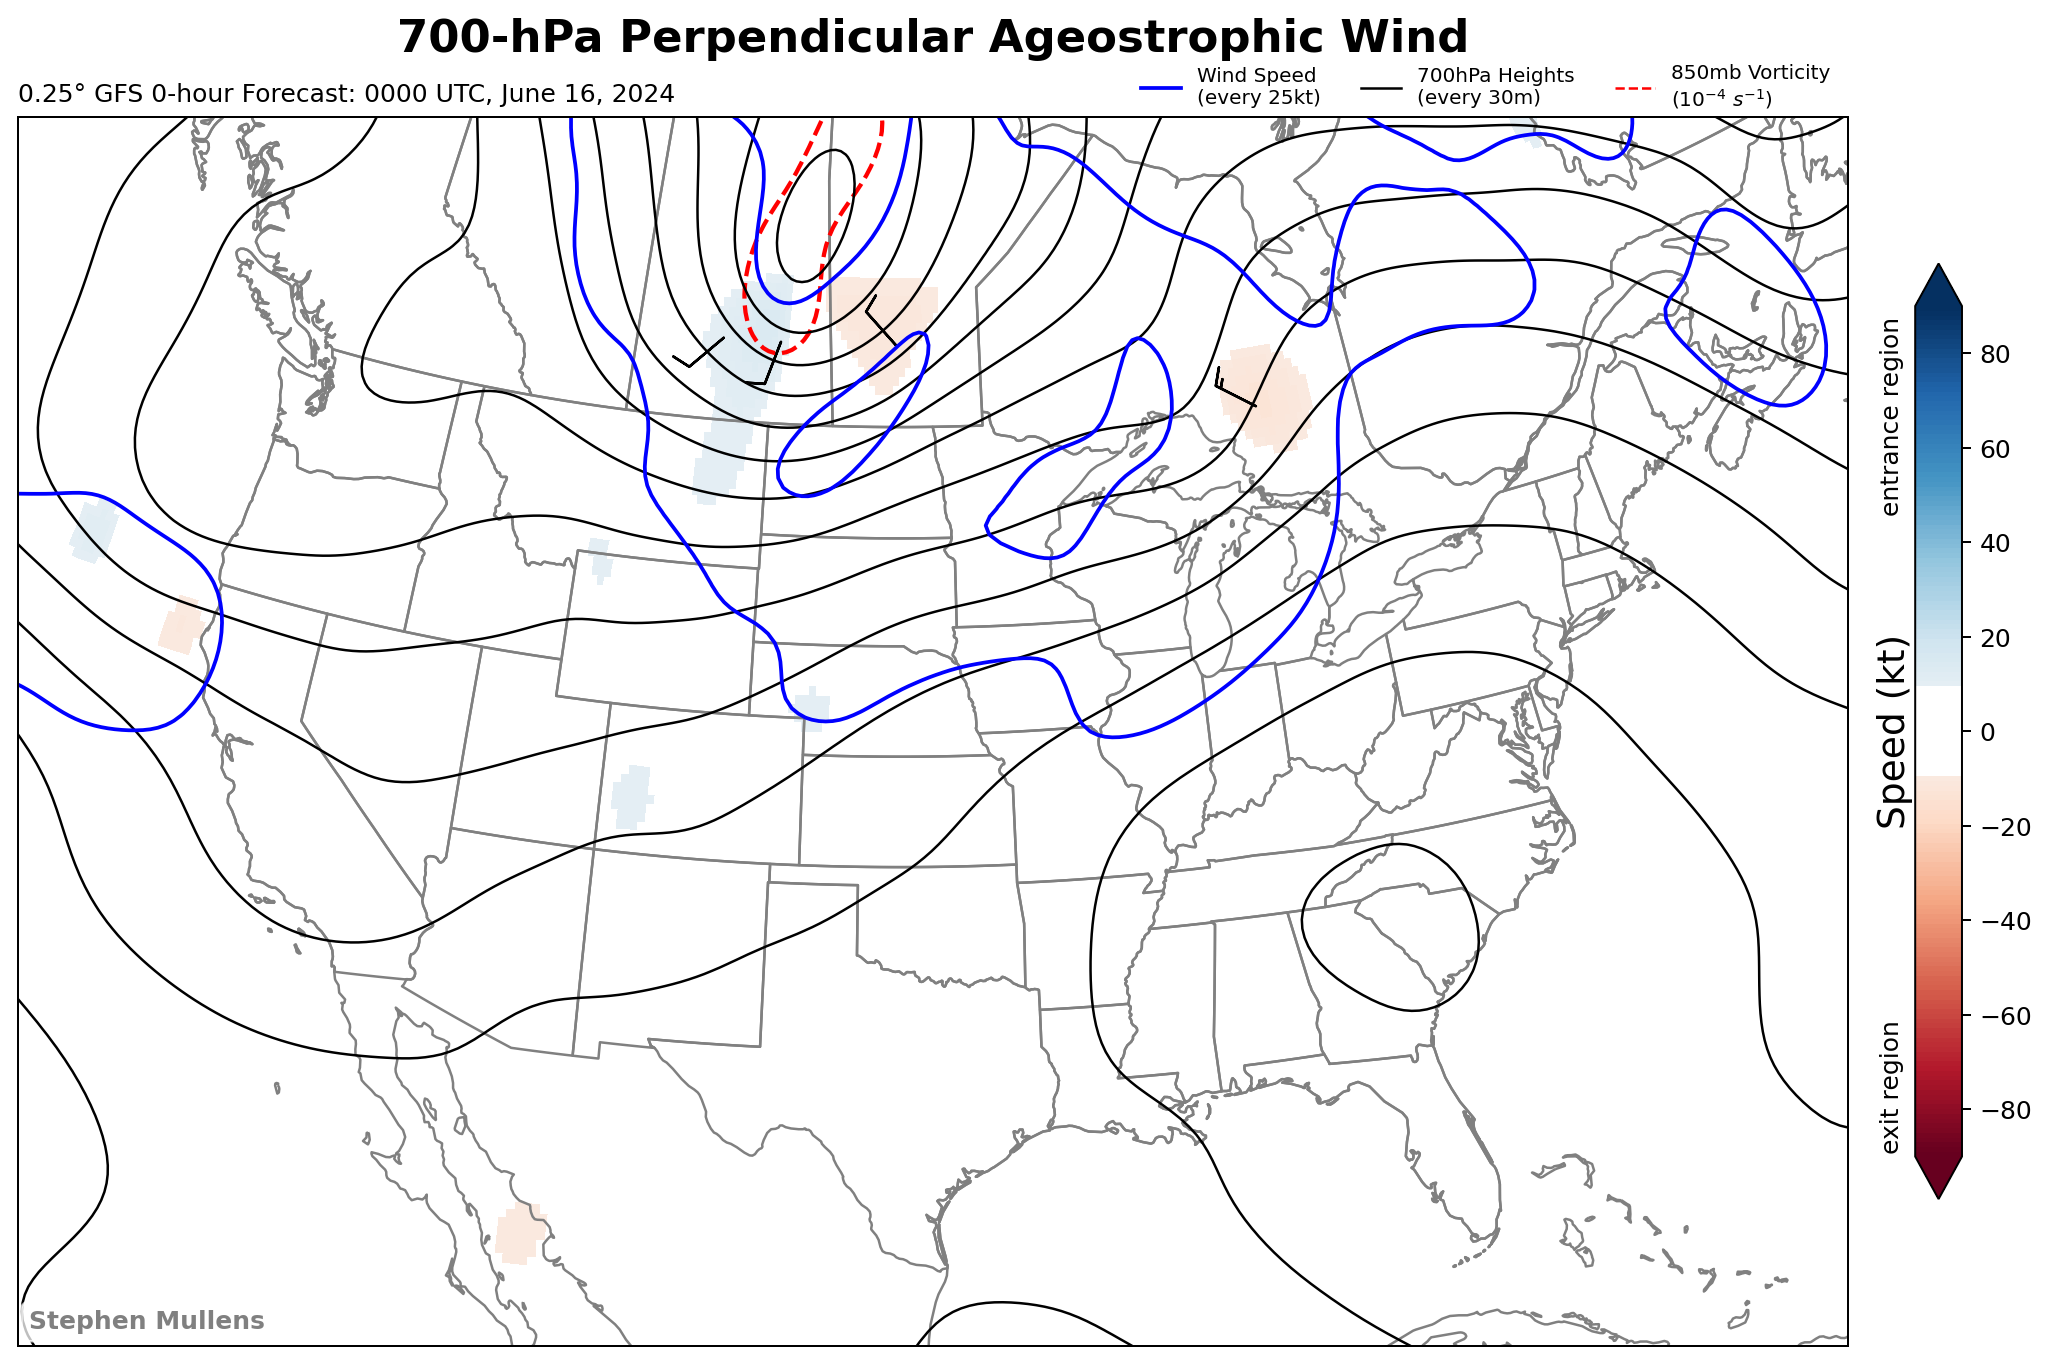 700-hPa Perpendicular Ageostrophic Wind
0.25° GFS 0-hour Forecast: 0000 UTC, June 16, 2024
Wind Speed
(every 25kt)
700hPa Heights
(every 30m)
850mb Vorticity
(10⁻⁴ s⁻¹)
entrance region
Speed (kt)
exit region
80
60
40
20
0
−20
−40
−60
−80
Stephen Mullens